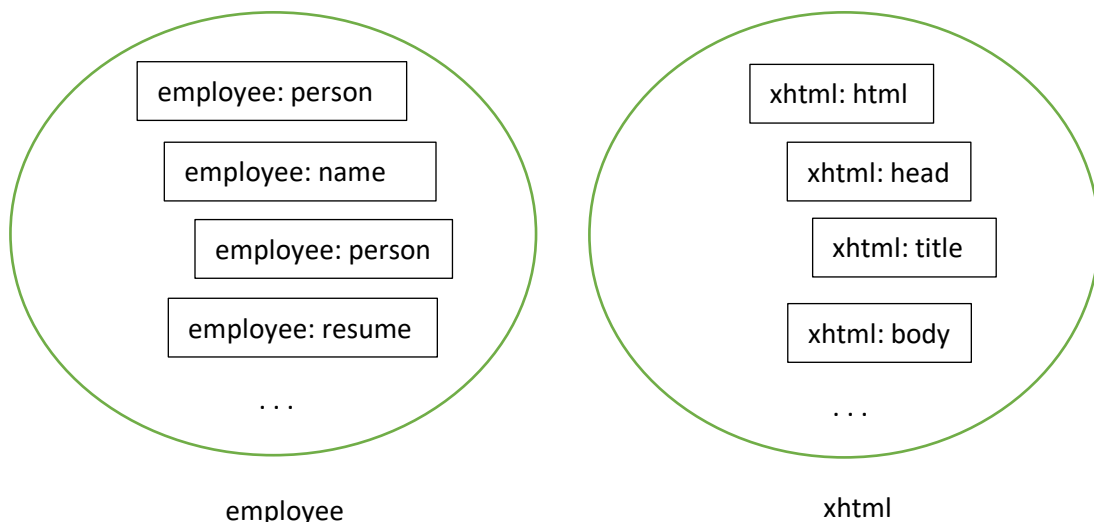 employee: person
employee: name
employee: person
employee: resume
. . .
employee
xhtml: html
xhtml: head
xhtml: title
xhtml: body
. . .
xhtml